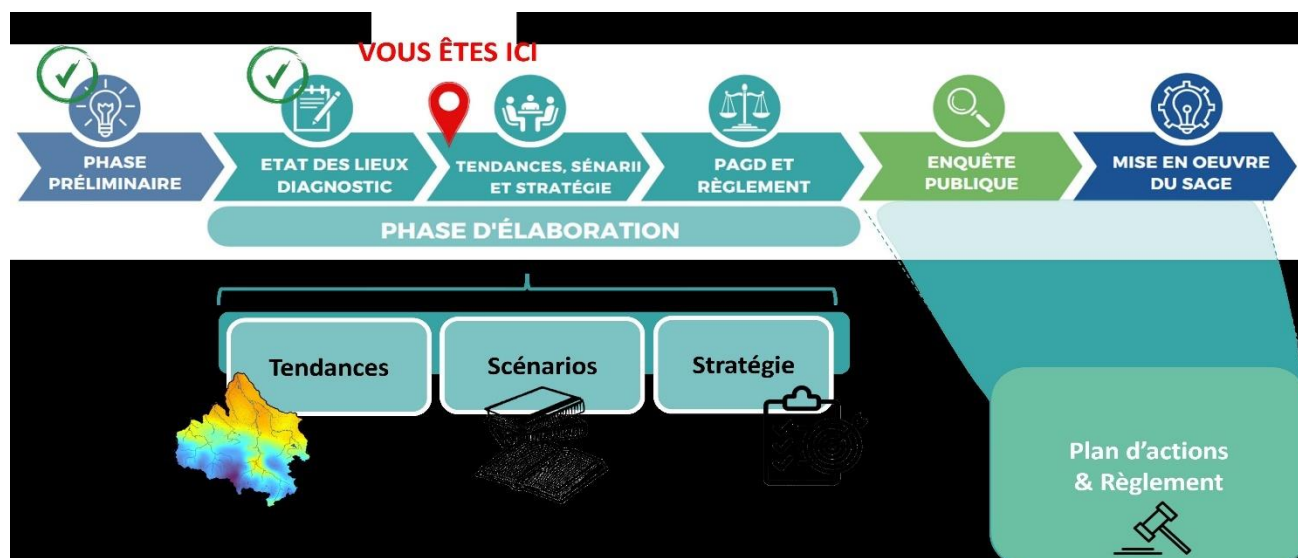 VOUS ÊTES ICI
PHASE
PRÉLIMINAIRE
ETAT DES LIEUX
DIAGNOSTIC
TENDANCES, SÉNARII
ET STRATÉGIE
PAGD ET
RÈGLEMENT
ENQUÊTE
PUBLIQUE
MISE EN OEUVRE
DU SAGE
PHASE D'ÉLABORATION
Tendances
Scénarios
Stratégie
Plan d'actions
& Règlement